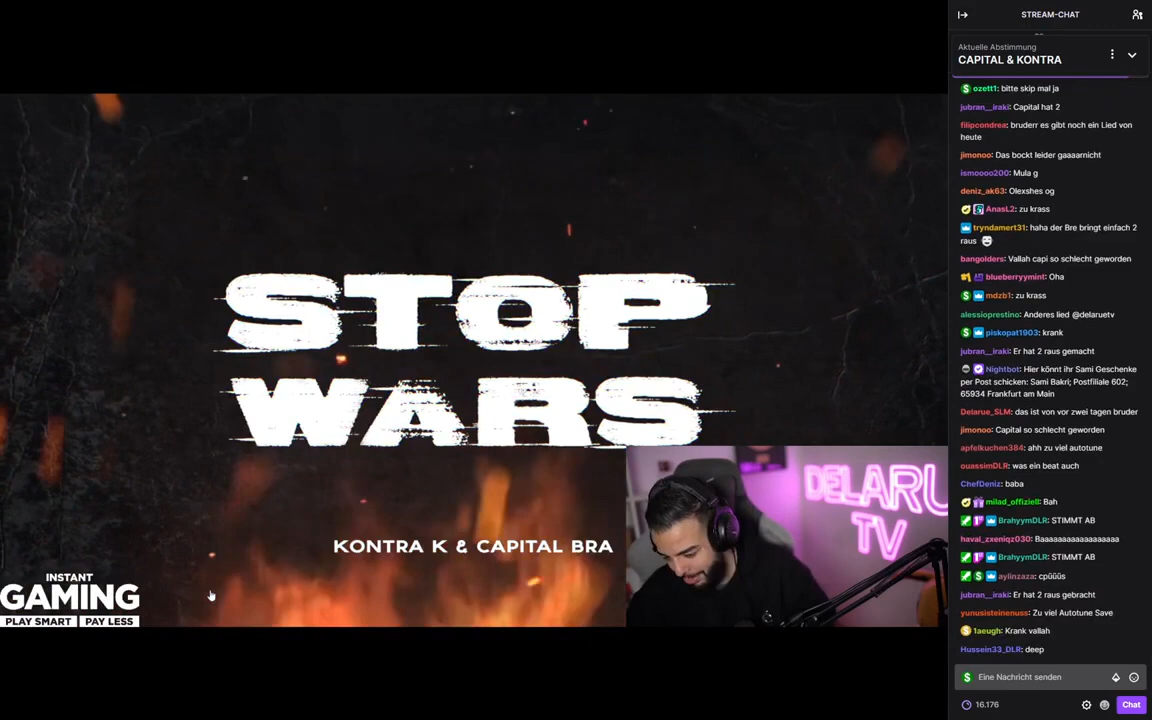 STREAM-CHAT
Aktuelle Abstimmung
CAPITAL & KONTRA
ozett1: bitte skip mal ja
jubran__iraki: Capital hat 2
filipcondrea: bruderr es gibt noch ein Lied von
heute
jimonoo: Das bockt leider gaaaarnicht
ismoooo200: Mula g
deniz_ak63: Olexshes og
AnasL2: zu krass
tryndamert31: haha der Bre bringt einfach 2
raus
bangolders: Vallah capi so schlecht geworden
blueberryymint: Oha
mdzb1: zu krass
alessioprestino: Anderes lied @delaruetv
piskopat1903: krank
jubran__iraki: Er hat 2 raus gemacht
Nightbot: Hier könnt ihr Sami Geschenke
per Post schicken: Sami Bakri; Postfiliale 602;
65934 Frankfurt am Main
Delarue_SLM: das ist von vor zwei tagen bruder
jimonoo: Capital so schlecht geworden
apfelkuchen384: ahh zu viel autotune
ouassimDLR: was ein beat auch
ChefDeniz: baba
milad_offiziell: Bah
BrahyymDLR: STIMMT AB
haval_zxeniqz030: Baaaaaaaaaaaaaaaaaa
BrahyymDLR: STIMMT AB
aylinzaza: cpüüüs
jubran__iraki: Er hat 2 raus gebracht
yunusisteinenuss: Zu viel Autotune Save
1aeugh: Krank vallah
Hussein33_DLR: deep
Eine Nachricht senden
16.176
Chat
STOP
WARS
KONTRA K & CAPITAL BRA
DELARU
TV
INSTANT
GAMING
PLAY SMART
PAY LESS